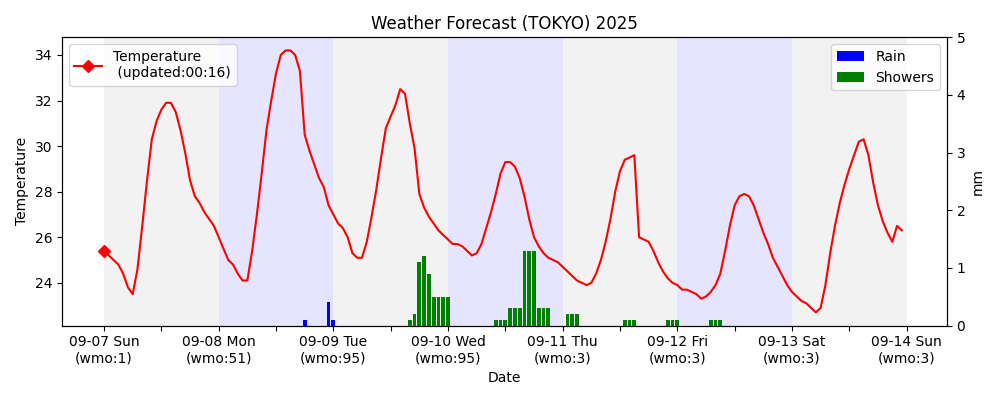 Weather Forecast (TOKYO) 2025
Temperature
(updated:00:16)
Rain
Showers
34
32
30
28
26
24
Temperature
5
4
3
2
1
0
mm
09-07 Sun
(wmo:1)
09-08 Mon
(wmo:51)
09-09 Tue
(wmo:95)
09-10 Wed
(wmo:95)
09-11 Thu
(wmo:3)
09-12 Fri
(wmo:3)
09-13 Sat
(wmo:3)
09-14 Sun
(wmo:3)
Date